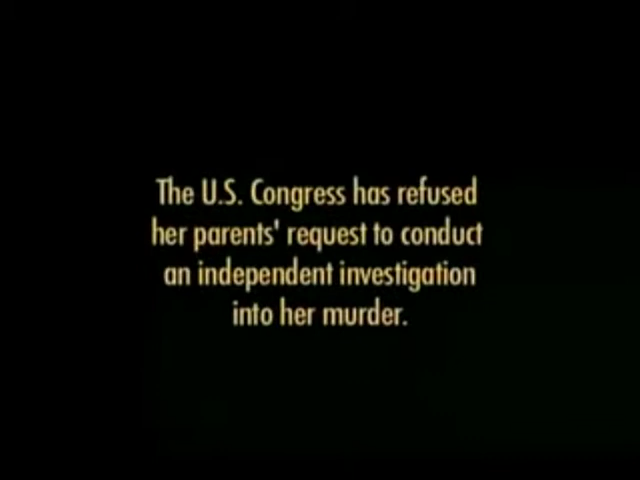 The U.S. Congress has refused
her parents' request to conduct
an independent investigation
into her murder.